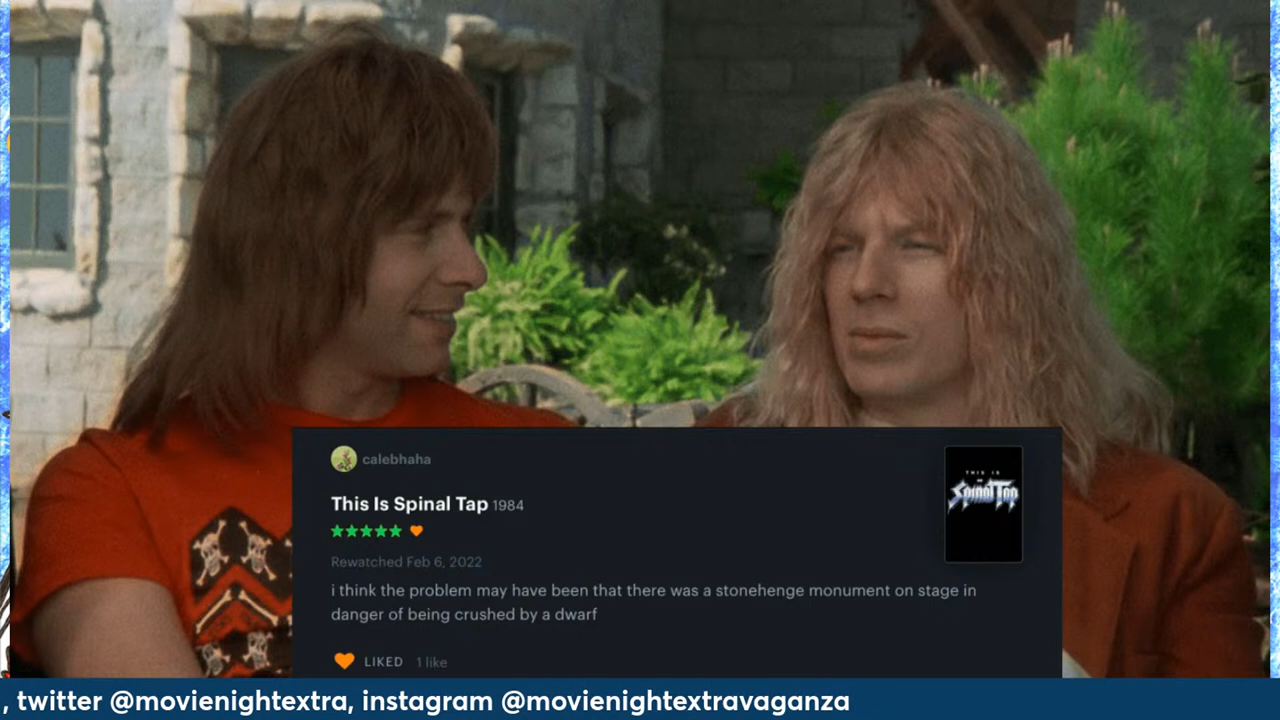 calebhaha
This Is Spinal Tap 1984
THIS IS
SPINAL TAP
Rewatched Feb 6, 2022
i think the problem may have been that there was a stonehenge monument on stage in
danger of being crushed by a dwarf
LIKED 1 like
, twitter @movienightextra, instagram @movienightextravaganza